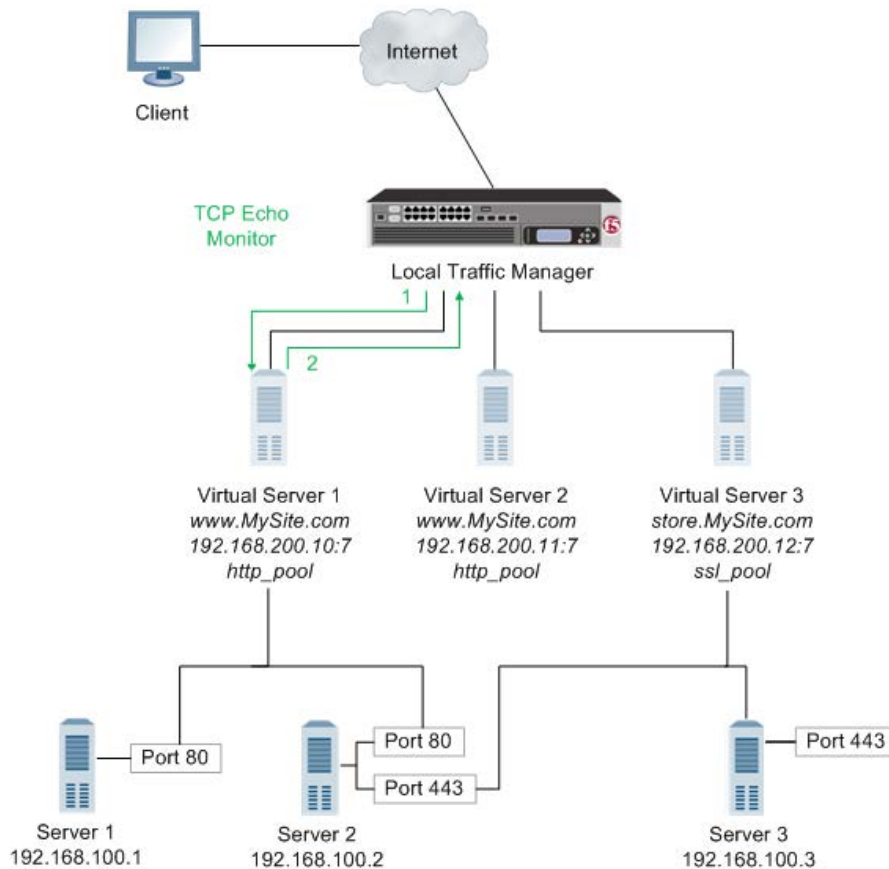 Client
Internet
TCP Echo
Monitor
f5
Local Traffic Manager
1
2
Virtual Server 1
www.MySite.com
192.168.200.10:7
http_pool
Virtual Server 2
www.MySite.com
192.168.200.11:7
http_pool
Virtual Server 3
store.MySite.com
192.168.200.12:7
ssl_pool
Port 80
Port 80
Port 443
Port 443
Server 1
192.168.100.1
Server 2
192.168.100.2
Server 3
192.168.100.3